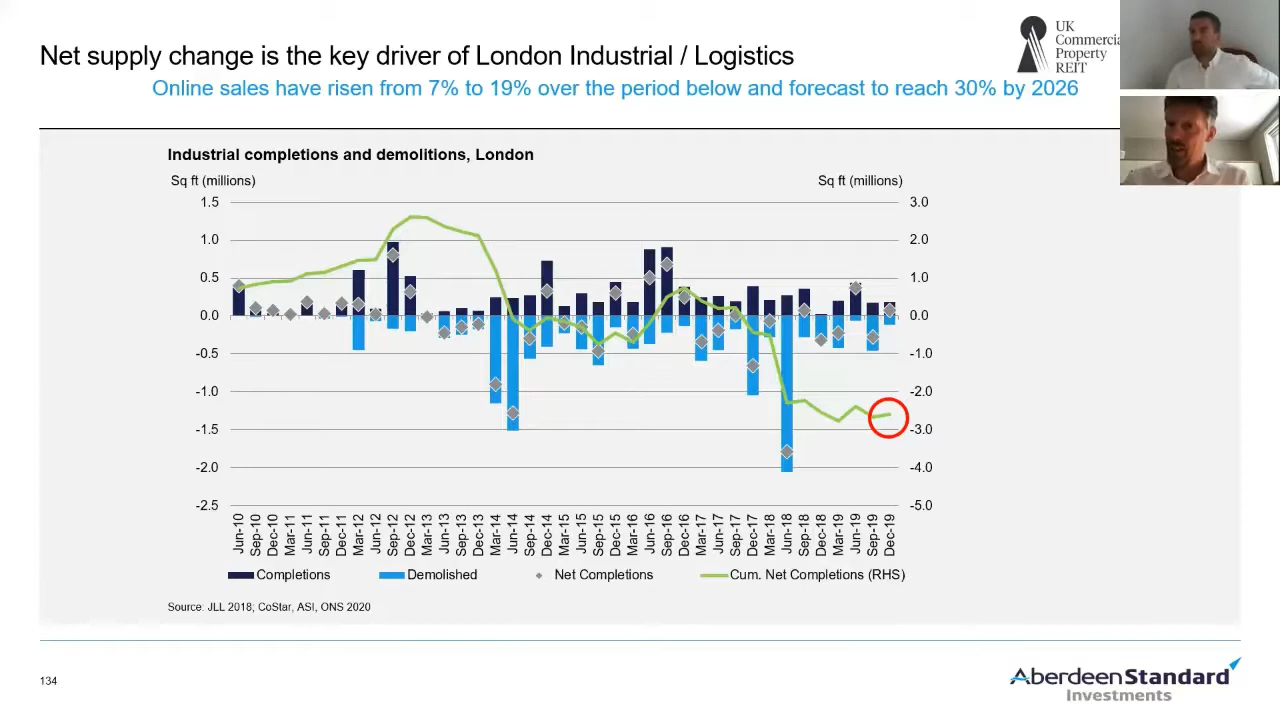 Net supply change is the key driver of London Industrial / Logistics
Online sales have risen from 7% to 19% over the period below and forecast to reach 30% by 2026
UK
Commercia
Property
REIT
Industrial completions and demolitions, London
Sq ft (millions)
Sq ft (millions)
1.5
1.0
0.5
0.0
-0.5
-1.0
-1.5
-2.0
-2.5
3.0
2.0
1.0
0.0
-1.0
-2.0
-3.0
-4.0
-5.0
Jun-10
Sep-10
Dec-10
Mar-11
Jun-11
Sep-11
Dec-11
Mar-12
Jun-12
Sep-12
Dec-12
Mar-13
Jun-13
Sep-13
Dec-13
Mar-14
Jun-14
Sep-14
Dec-14
Mar-15
Jun-15
Sep-15
Dec-15
Mar-16
Jun-16
Sep-16
Dec-16
Mar-17
Jun-17
Sep-17
Dec-17
Mar-18
Jun-18
Sep-18
Dec-18
Mar-19
Jun-19
Sep-19
Dec-19
Completions
Demolished
Net Completions
Cum. Net Completions (RHS)
Source: JLL 2018; CoStar, ASI, ONS 2020
134
AberdeenStandard
Investments